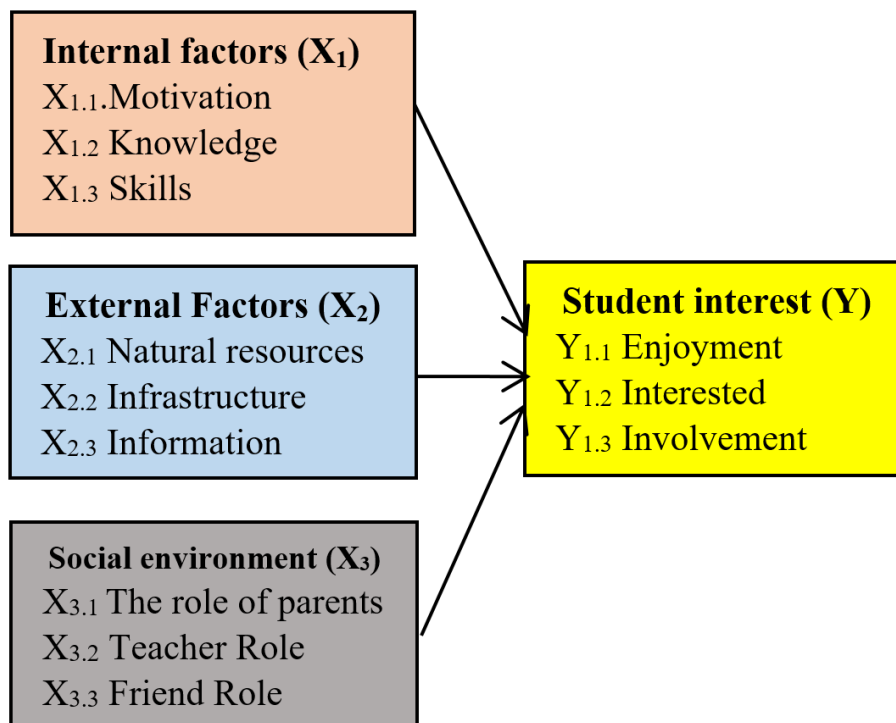 Internal factors (X₁)
X₁.₁.Motivation
X₁.₂ Knowledge
X₁.₃ Skills
External Factors (X₂)
X₂.₁ Natural resources
X₂.₂ Infrastructure
X₂.₃ Information
Social environment (X₃)
X₃.₁ The role of parents
X₃.₂ Teacher Role
X₃.₃ Friend Role
Student interest (Y)
Y₁.₁ Enjoyment
Y₁.₂ Interested
Y₁.₃ Involvement